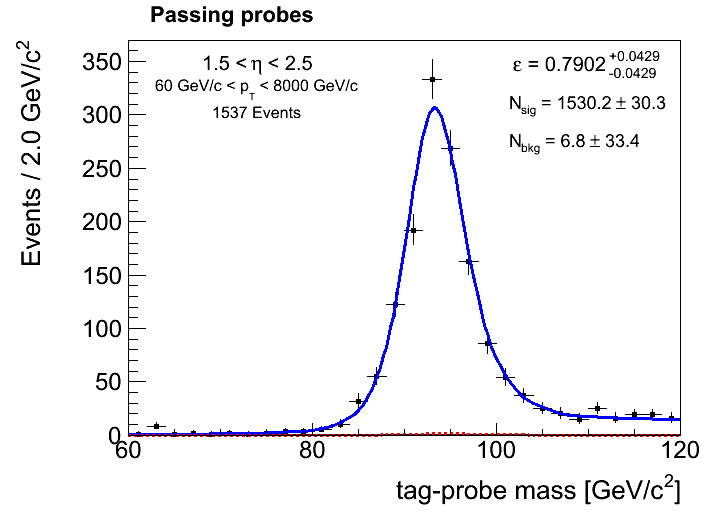 Passing probes
1.5 < η < 2.5
60 GeV/c < p_T < 8000 GeV/c
1537 Events
ε = 0.7902 +0.0429 -0.0429
N_sig = 1530.2 ± 30.3
N_bkg = 6.8 ± 33.4
Events / 2.0 GeV/c²
350
300
250
200
150
100
50
0
60 80 100 120
tag-probe mass [GeV/c²]